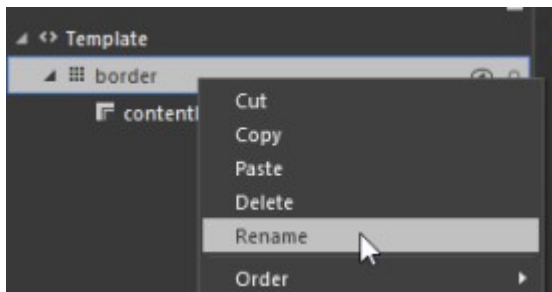 Template
border
content
Cut
Copy
Paste
Delete
Rename
Order